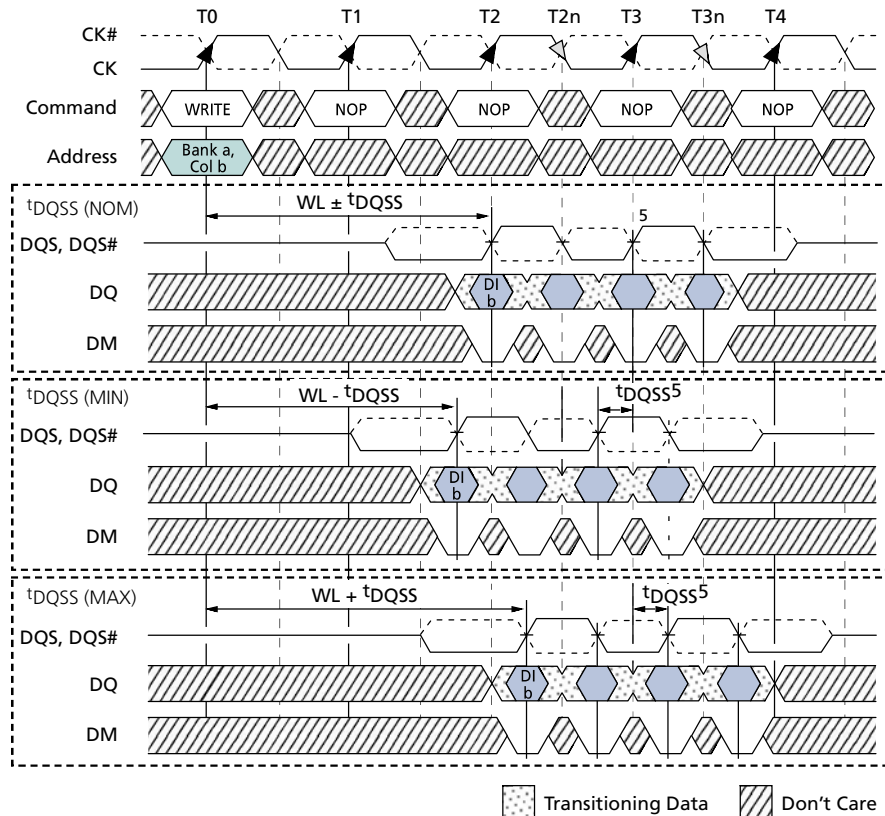 T0 T1 T2 T2n T3 T3n T4
CK#
CK
Command WRITE NOP NOP NOP NOP
Address Bank a,
Col b
tDQSS (NOM) WL ± tDQSS
5
DQS, DQS#
DQ DI
b
DM
tDQSS (MIN) WL - tDQSS tDQSS5
DQS, DQS#
DQ DI
b
DM
tDQSS (MAX) WL + tDQSS tDQSS5
DQS, DQS#
DQ DI
b
DM
Transitioning Data Don't Care